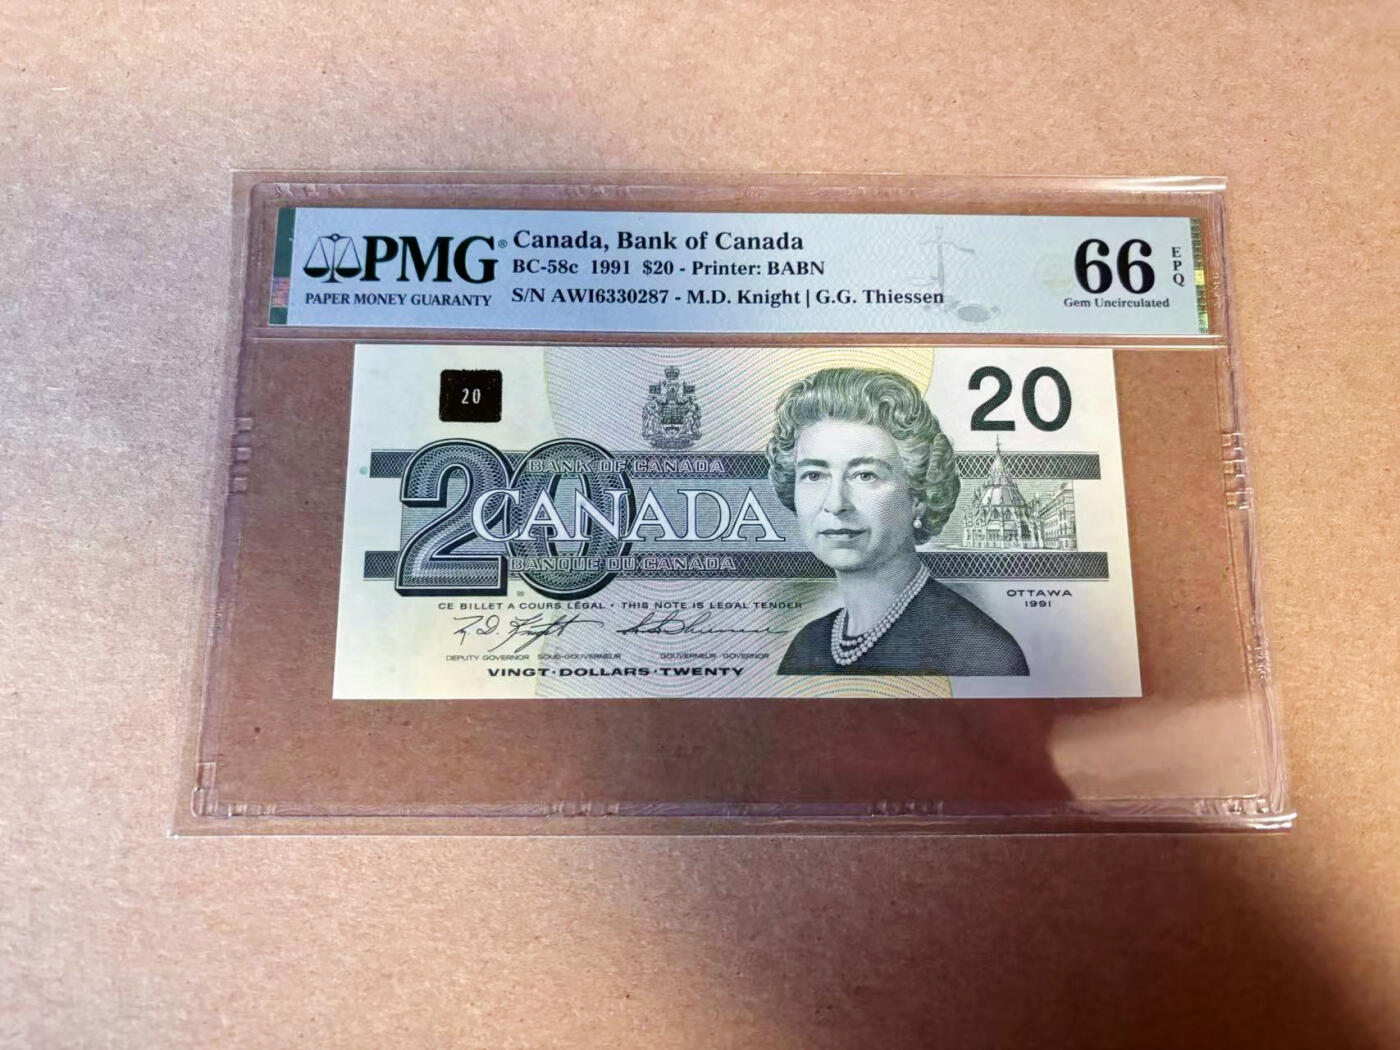 PMG®
PAPER MONEY GUARANTY
Canada, Bank of Canada
BC-58c 1991 $20 - Printer: BABN
S/N AWI6330287 - M.D. Knight | G.G. Thiessen
66
EPQ
Gem Uncirculated
20
20
20
BANK OF CANADA
CANADA
BANQUE DU CANADA
OTTAWA
1991
CE BILLET A COURS LÉGAL • THIS NOTE IS LEGAL TENDER
DEPUTY GOVERNOR SOUS-GOUVERNEUR GOUVERNEUR GOVERNOR
VINGT·DOLLARS·TWENTY